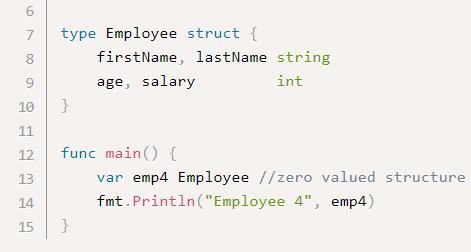 6
7 type Employee struct {
8 firstName, lastName string
9 age, salary int
10 }
11
12 func main() {
13 var emp4 Employee //zero valued structure
14 fmt.Println("Employee 4", emp4)
15 }